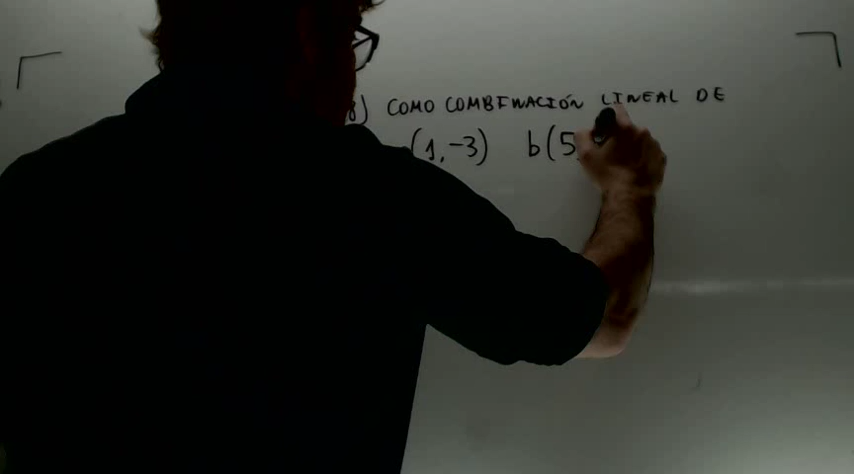 8) COMO COMBINACIÓN LINEAL DE
(1,-3) b(5